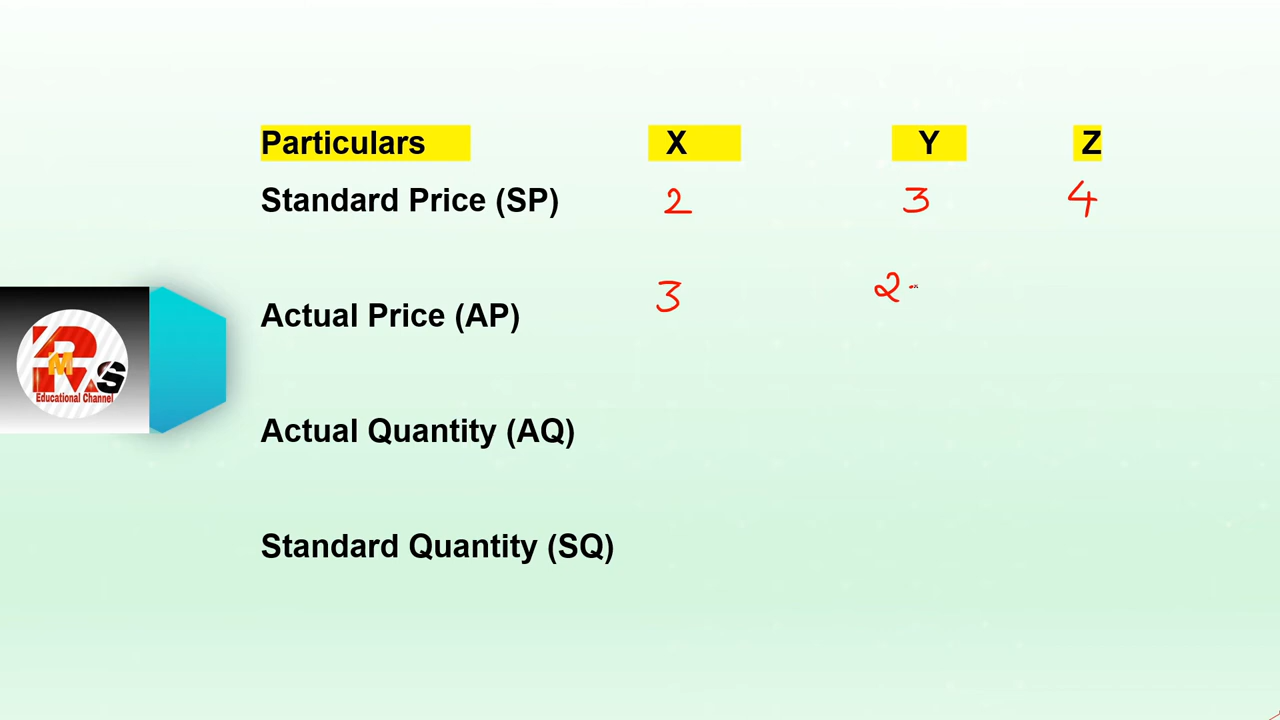 Particulars X Y Z
Standard Price (SP) 2 3 4
Actual Price (AP) 3 2.
Actual Quantity (AQ)
Standard Quantity (SQ)
M S
Educational Channel